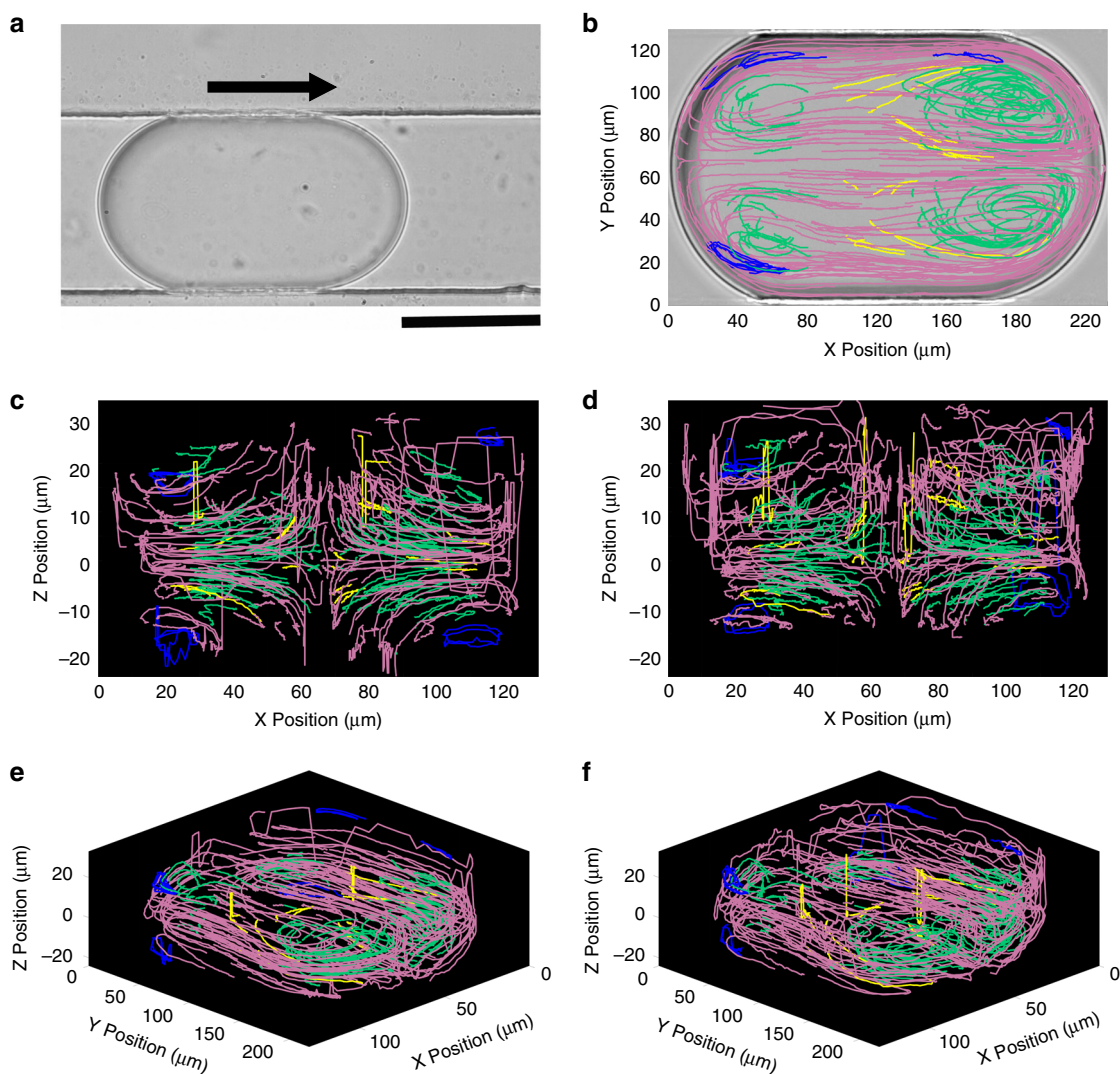 a
b
120
100
80
60
40
20
0
Y Position (μm)
0 40 80 120 160 180 220
X Position (μm)
c
30
20
10
0
–10
–20
Z Position (μm)
0 20 40 60 80 100 120
X Position (μm)
d
30
20
10
0
–10
–20
Z Position (μm)
0 20 40 60 80 100 120
X Position (μm)
e
20
0
–20
Z Position (μm)
0
50
100
150
200
Y Position (μm)
0
50
100
X Position (μm)
f
20
0
–20
Z Position (μm)
0
50
100
150
200
Y Position (μm)
0
50
100
X Position (μm)